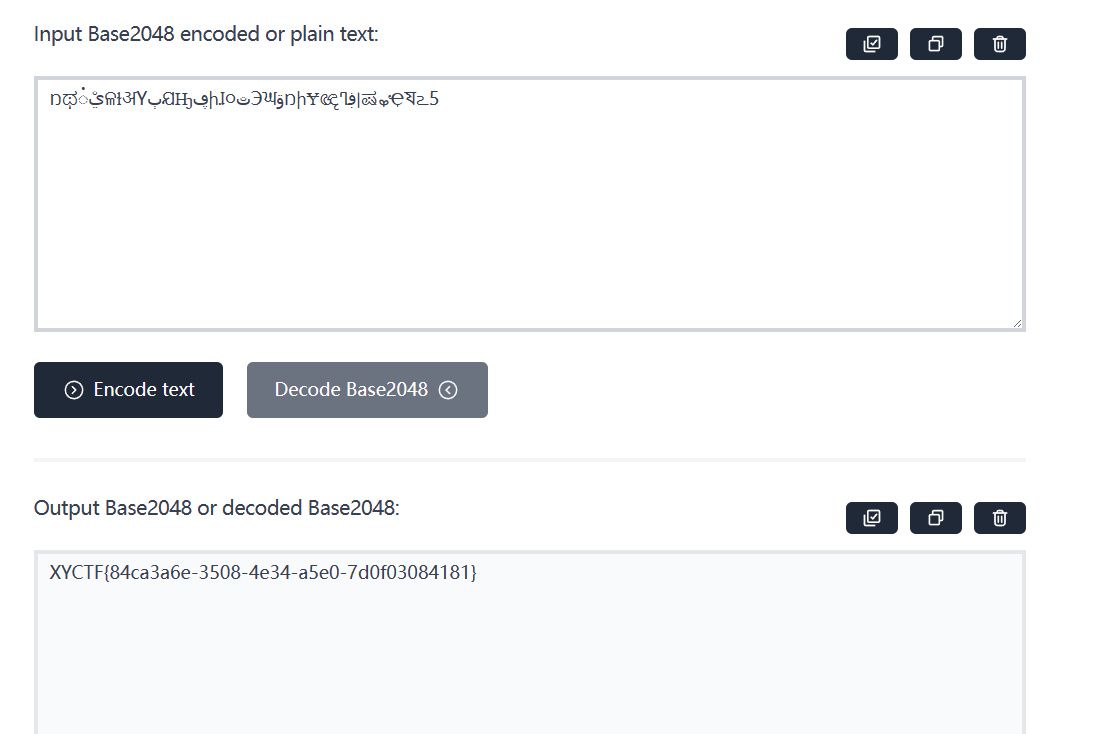 Input Base2048 encoded or plain text:
Encode text
Decode Base2048
Output Base2048 or decoded Base2048:
XYCTF{84ca3a6e-3508-4e34-a5e0-7d0f03084181}